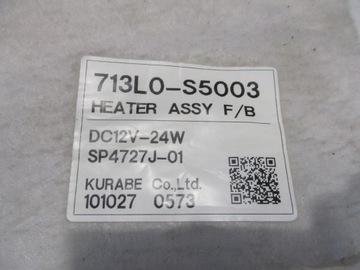 713L0-S5003
HEATER ASSY F/B
DC12V-24W
SP4727J-01
KURABE Co.,Ltd.
101027 0573